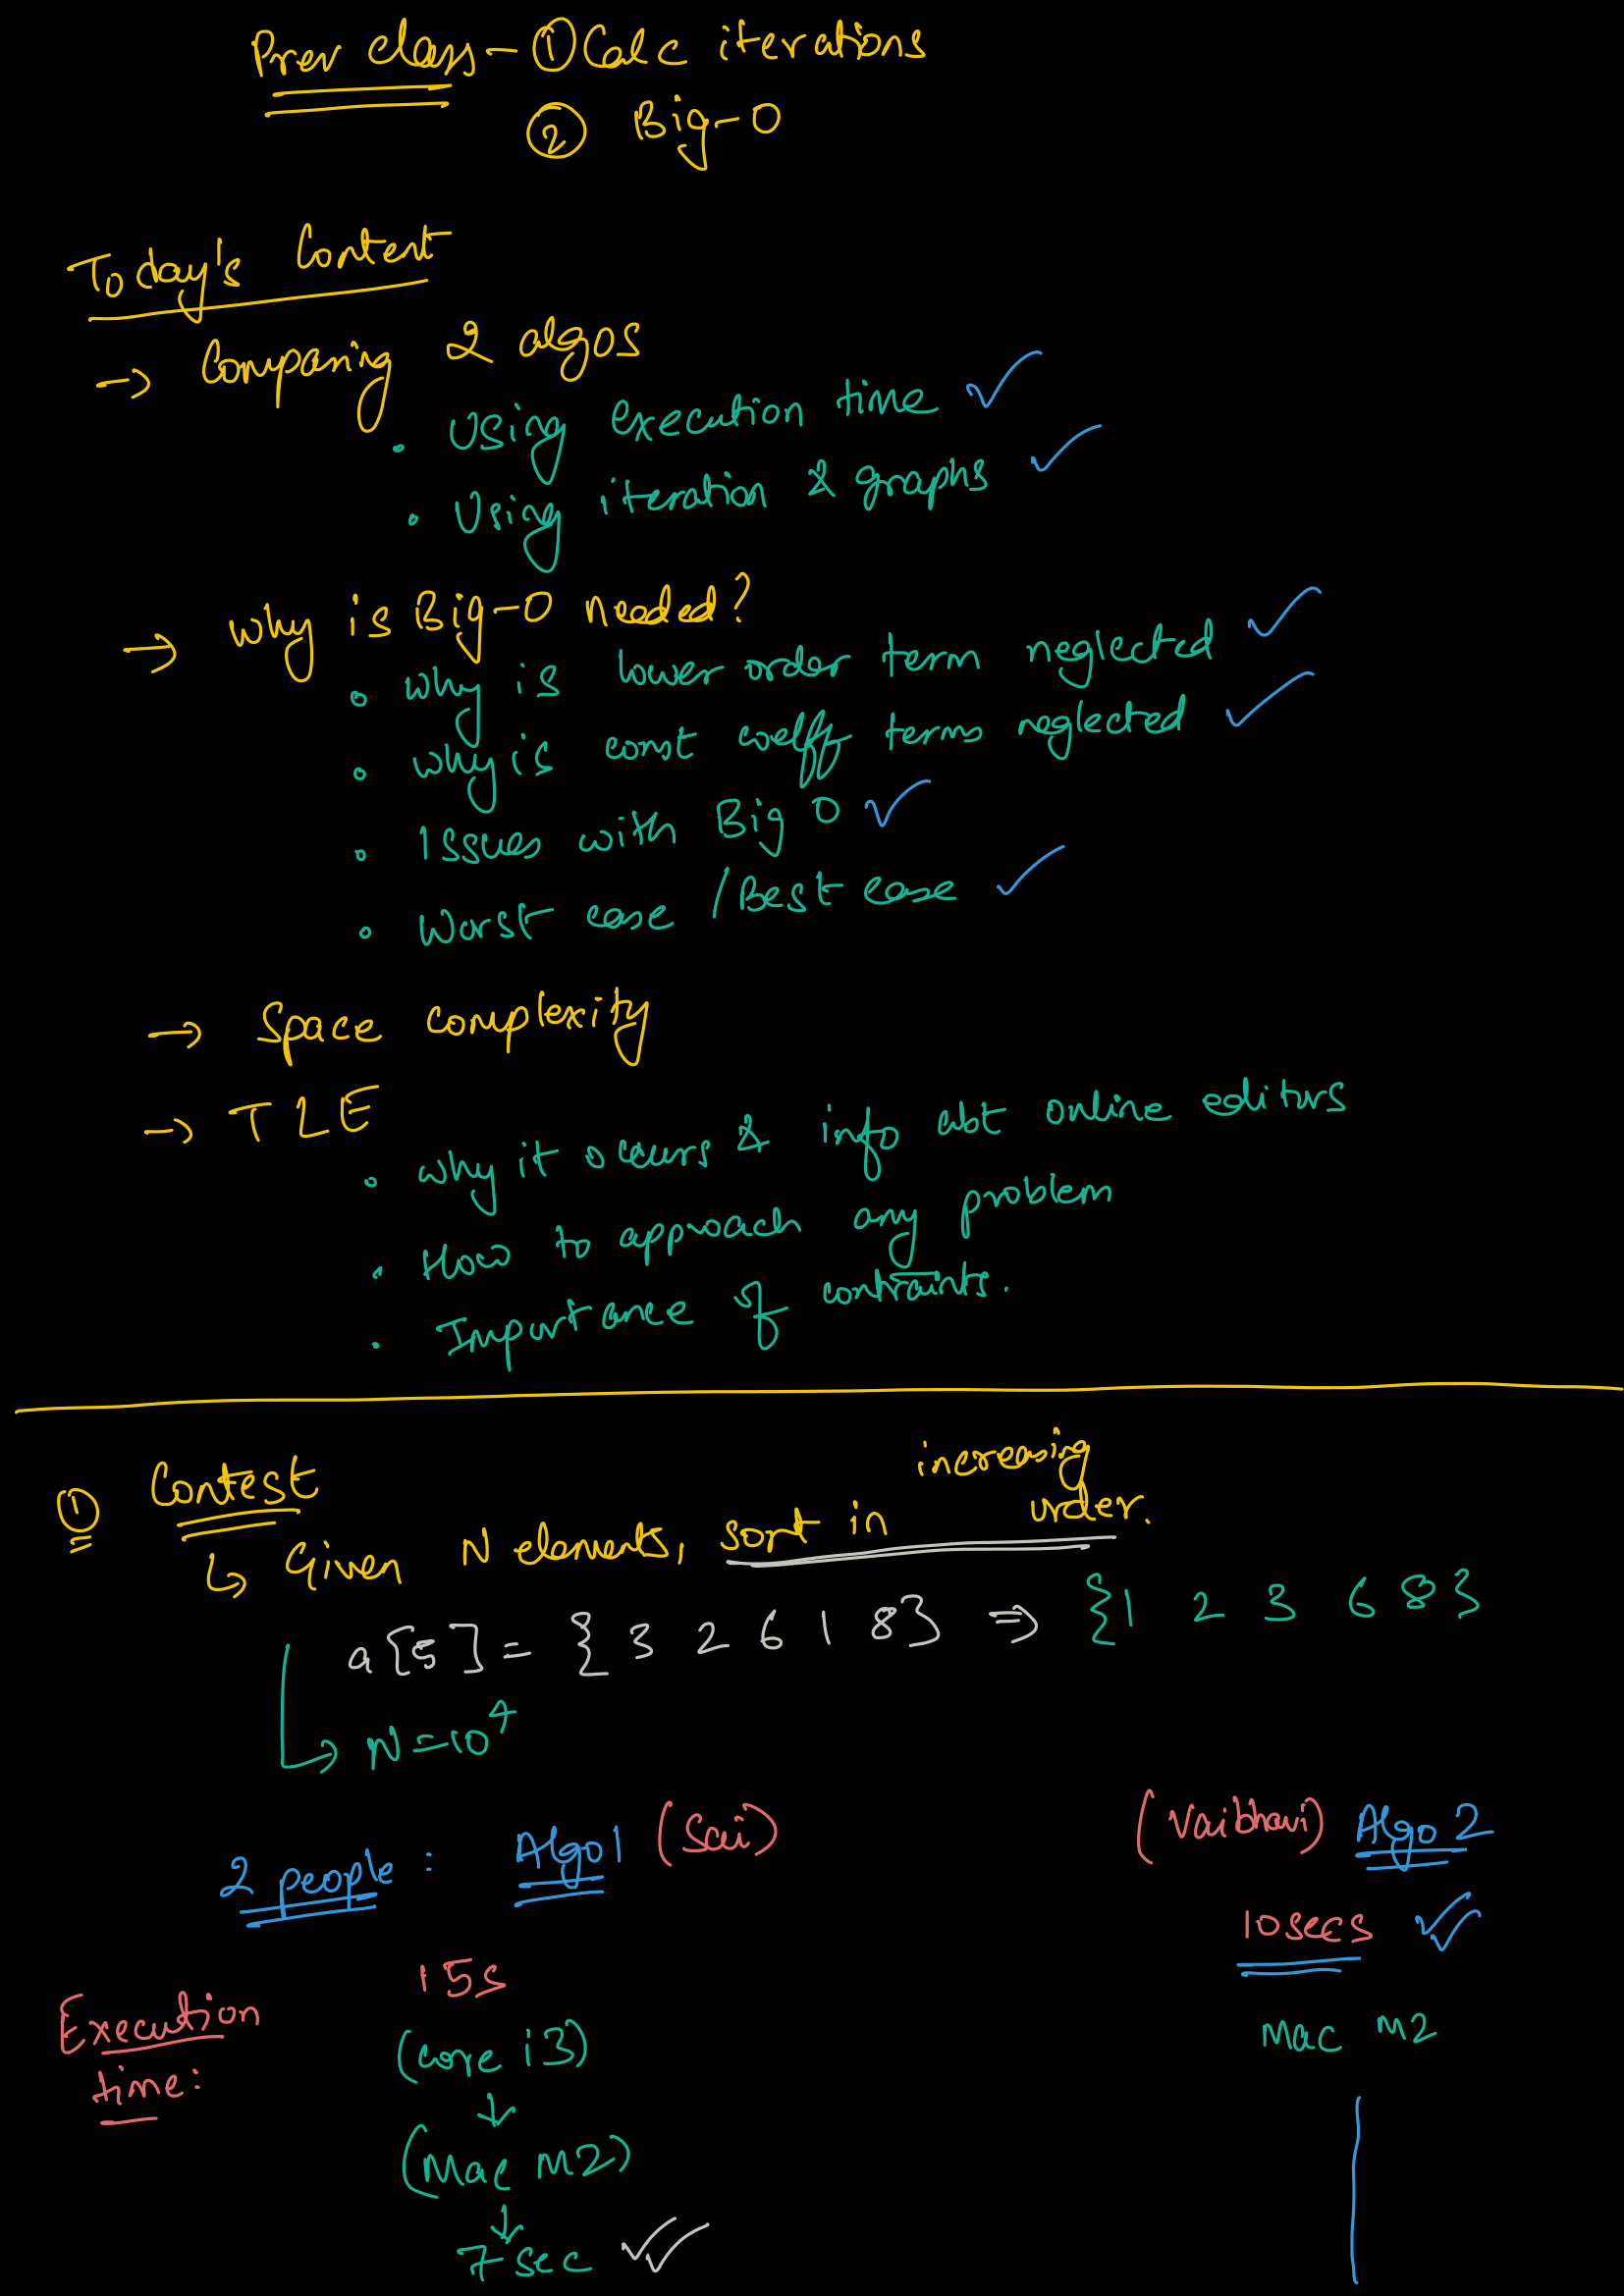 Prev class - ① Calc iterations
② Big-O
Today's Content
→ Comparing 2 algos
• Using execution time ✓
• Using iteration & graphs ✓
→ Why is Big-O needed?
• Why is lower order term neglected ✓
• Why is const coeff terms neglected ✓
• Issues with Big O ✓
• Worst case / Best case ✓
→ Space complexity
→ TLE
• Why it occurs & info abt online editors
• How to approach any problem
• Importance of contraints.
① Contest
↳ Given N elements, sort in increasing order.
a[5] = { 3 2 6 1 8 } ⇒ { 1 2 3 6 8 }
↳ N = 10⁴
2 people : Algo1 (Sai) (Vaibhavi) Algo 2
Execution time: 15s 10secs ✓✓
(core i3) Mac M2
↓
(Mac M2)
↓
7 sec ✓✓